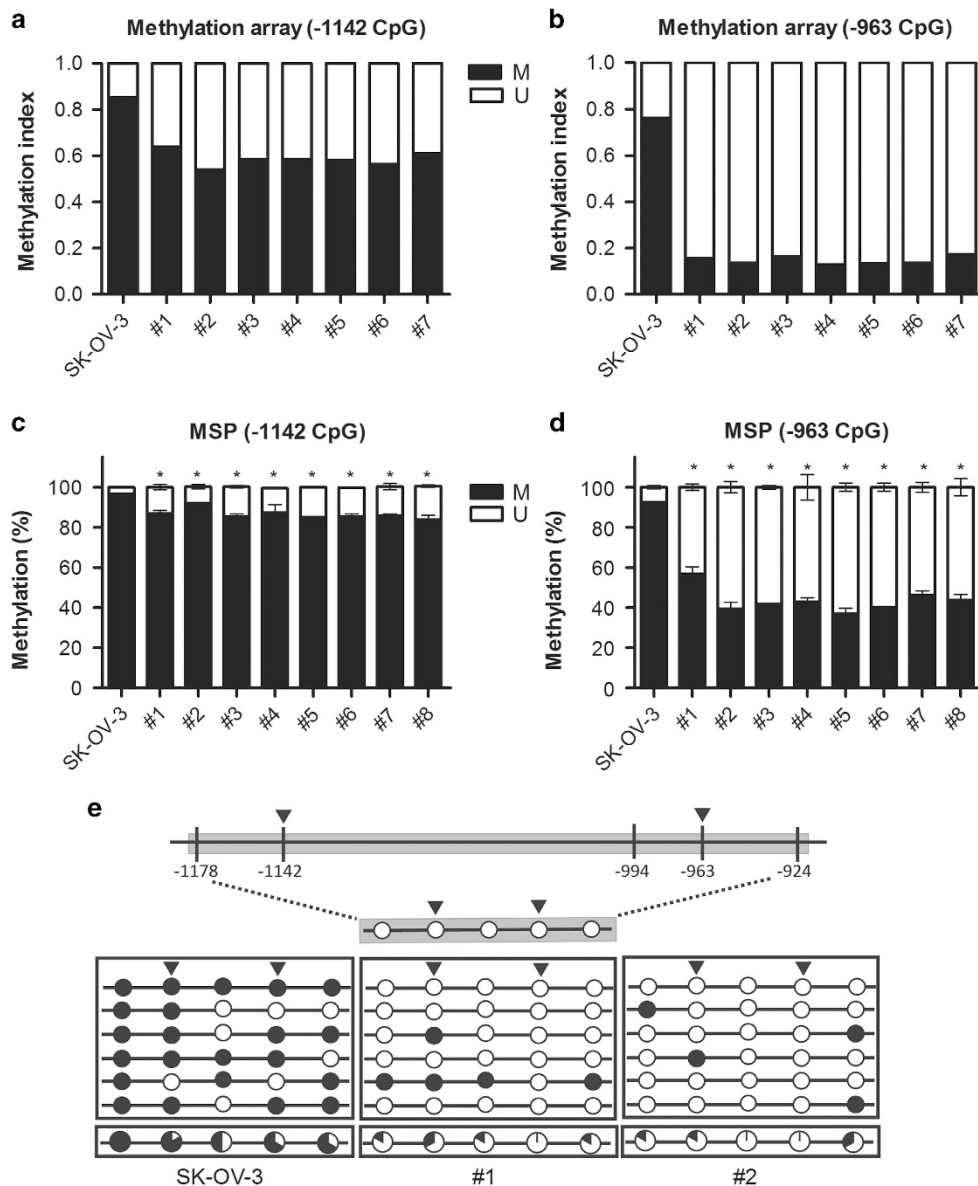 a
Methylation array (-1142 CpG)
Methylation index
1.0
0.8
0.6
0.4
0.2
0.0
SK-OV-3 #1 #2 #3 #4 #5 #6 #7
M
U
b
Methylation array (-963 CpG)
Methylation index
1.0
0.8
0.6
0.4
0.2
0.0
SK-OV-3 #1 #2 #3 #4 #5 #6 #7
c
MSP (-1142 CpG)
Methylation (%)
100
80
60
40
20
0
* * * * * * * *
SK-OV-3 #1 #2 #3 #4 #5 #6 #7 #8
M
U
d
MSP (-963 CpG)
Methylation (%)
100
80
60
40
20
0
* * * * * * * *
SK-OV-3 #1 #2 #3 #4 #5 #6 #7 #8
e
-1178 -1142 -994 -963 -924
SK-OV-3 #1 #2